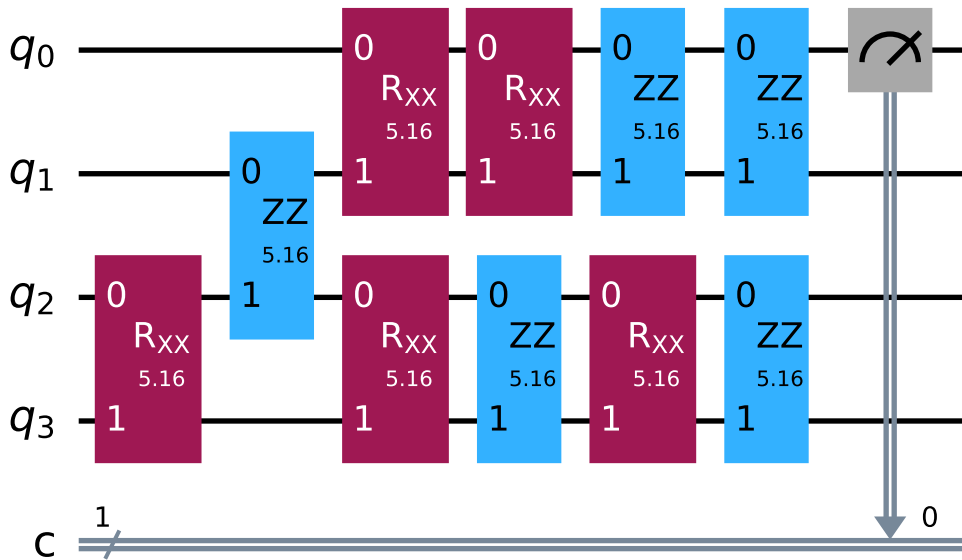 q0
0 0 0 0
RXX RXX ZZ ZZ
5.16 5.16 5.16 5.16
q1
0 1 1 1 1
ZZ
5.16
q2
0 1 0 0 0 0
RXX RXX ZZ RXX ZZ
5.16 5.16 5.16 5.16 5.16
q3
1 1 1 1 1
1 0
c